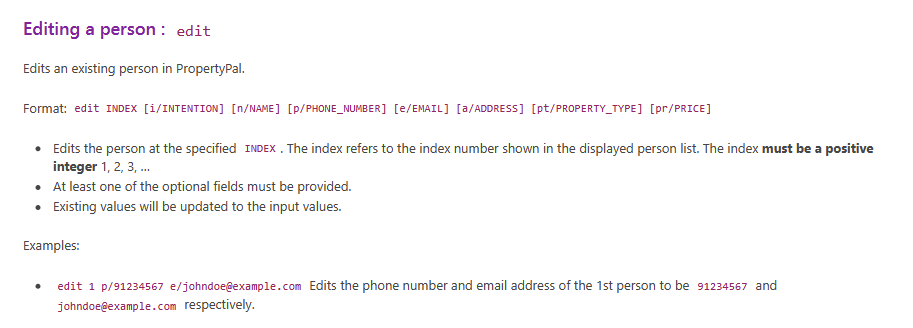 Editing a person : edit
Edits an existing person in PropertyPal.
Format: edit INDEX [i/INTENTION] [n/NAME] [p/PHONE_NUMBER] [e/EMAIL] [a/ADDRESS] [pt/PROPERTY_TYPE] [pr/PRICE]
• Edits the person at the specified INDEX . The index refers to the index number shown in the displayed person list. The index must be a positive
integer 1, 2, 3, ...
• At least one of the optional fields must be provided.
• Existing values will be updated to the input values.
Examples:
• edit 1 p/91234567 e/johndoe@example.com Edits the phone number and email address of the 1st person to be 91234567 and
johndoe@example.com respectively.